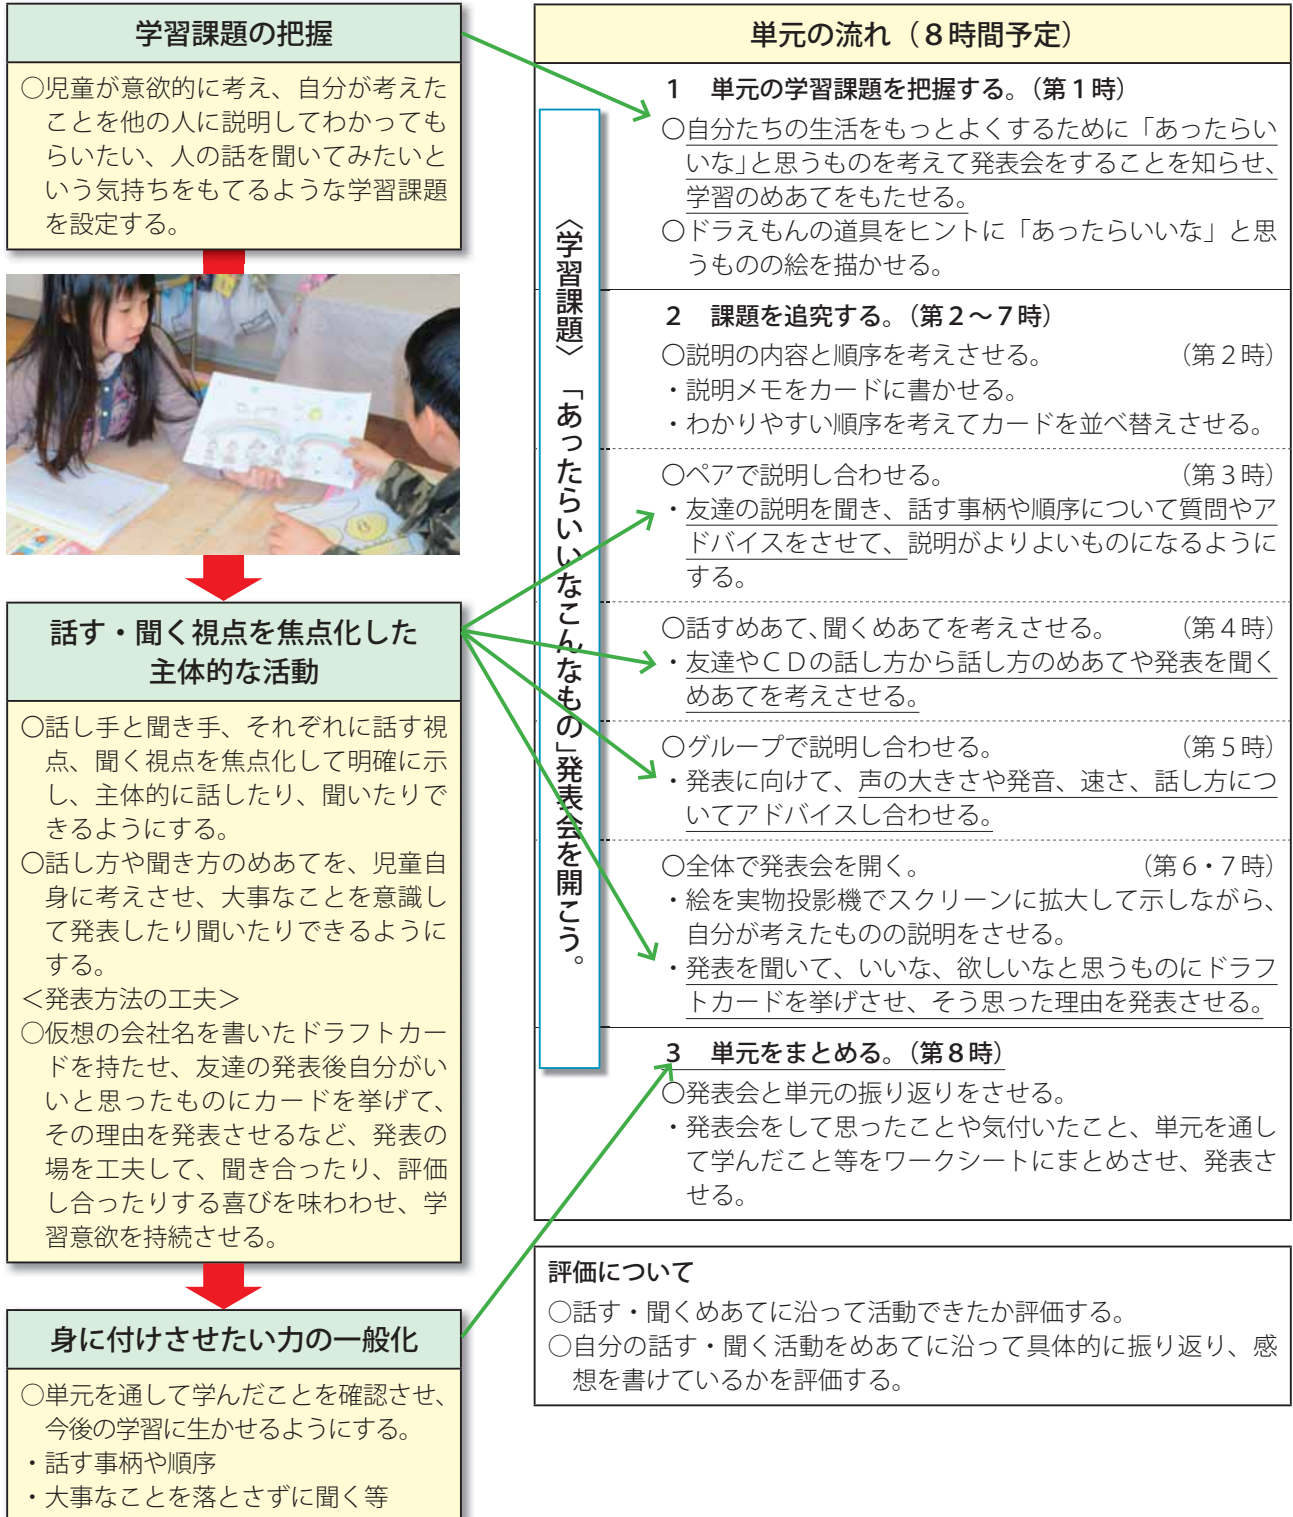 学習課題の把握
○児童が意欲的に考え、自分が考えた
ことを他の人に説明してわかっても
らいたい、人の話を聞いてみたいと
いう気持ちをもてるような学習課題
を設定する。
話す・聞く視点を焦点化した
主体的な活動
○話し手と聞き手、それぞれに話す視
点、聞く視点を焦点化して明確に示
し、主体的に話したり、聞いたりで
きるようにする。
○話し方や聞き方のめあてを、児童自
身に考えさせ、大事なことを意識し
て発表したり聞いたりできるように
する。
＜発表方法の工夫＞
○仮想の会社名を書いたドラフトカー
ドを持たせ、友達の発表後自分がい
いと思ったものにカードを挙げて、
その理由を発表させるなど、発表の
場を工夫して、聞き合ったり、評価
し合ったりする喜びを味わわせ、学
習意欲を持続させる。
身に付けさせたい力の一般化
○単元を通して学んだことを確認させ、
今後の学習に生かせるようにする。
・話す事柄や順序
・大事なことを落とさずに聞く等
単元の流れ（８時間予定）
〈学習課題〉「あったらいいなこんなもの」発表会を開こう。
１　単元の学習課題を把握する。（第１時）
○自分たちの生活をもっとよくするために「あったらい
いな」と思うものを考えて発表会をすることを知らせ、
学習のめあてをもたせる。
○ドラえもんの道具をヒントに「あったらいいな」と思
うものの絵を描かせる。
２　課題を追究する。（第２～７時）
○説明の内容と順序を考えさせる。　（第２時）
・説明メモをカードに書かせる。
・わかりやすい順序を考えてカードを並べ替えさせる。
○ペアで説明し合わせる。　（第３時）
・友達の説明を聞き、話す事柄や順序について質問やア
ドバイスをさせて、説明がよりよいものになるように
する。
○話すめあて、聞くめあてを考えさせる。　（第４時）
・友達やＣＤの話し方から話し方のめあてや発表を聞く
めあてを考えさせる。
○グループで説明し合わせる。　（第５時）
・発表に向けて、声の大きさや発音、速さ、話し方につ
いてアドバイスし合わせる。
○全体で発表会を開く。　（第６・７時）
・絵を実物投影機でスクリーンに拡大して示しながら、
自分が考えたものの説明をさせる。
・発表を聞いて、いいな、欲しいなと思うものにドラフ
トカードを挙げさせ、そう思った理由を発表させる。
３　単元をまとめる。（第８時）
○発表会と単元の振り返りをさせる。
・発表会をして思ったことや気付いたこと、単元を通し
て学んだこと等をワークシートにまとめさせ、発表さ
せる。
評価について
○話す・聞くめあてに沿って活動できたか評価する。
○自分の話す・聞く活動をめあてに沿って具体的に振り返り、感
想を書けているかを評価する。